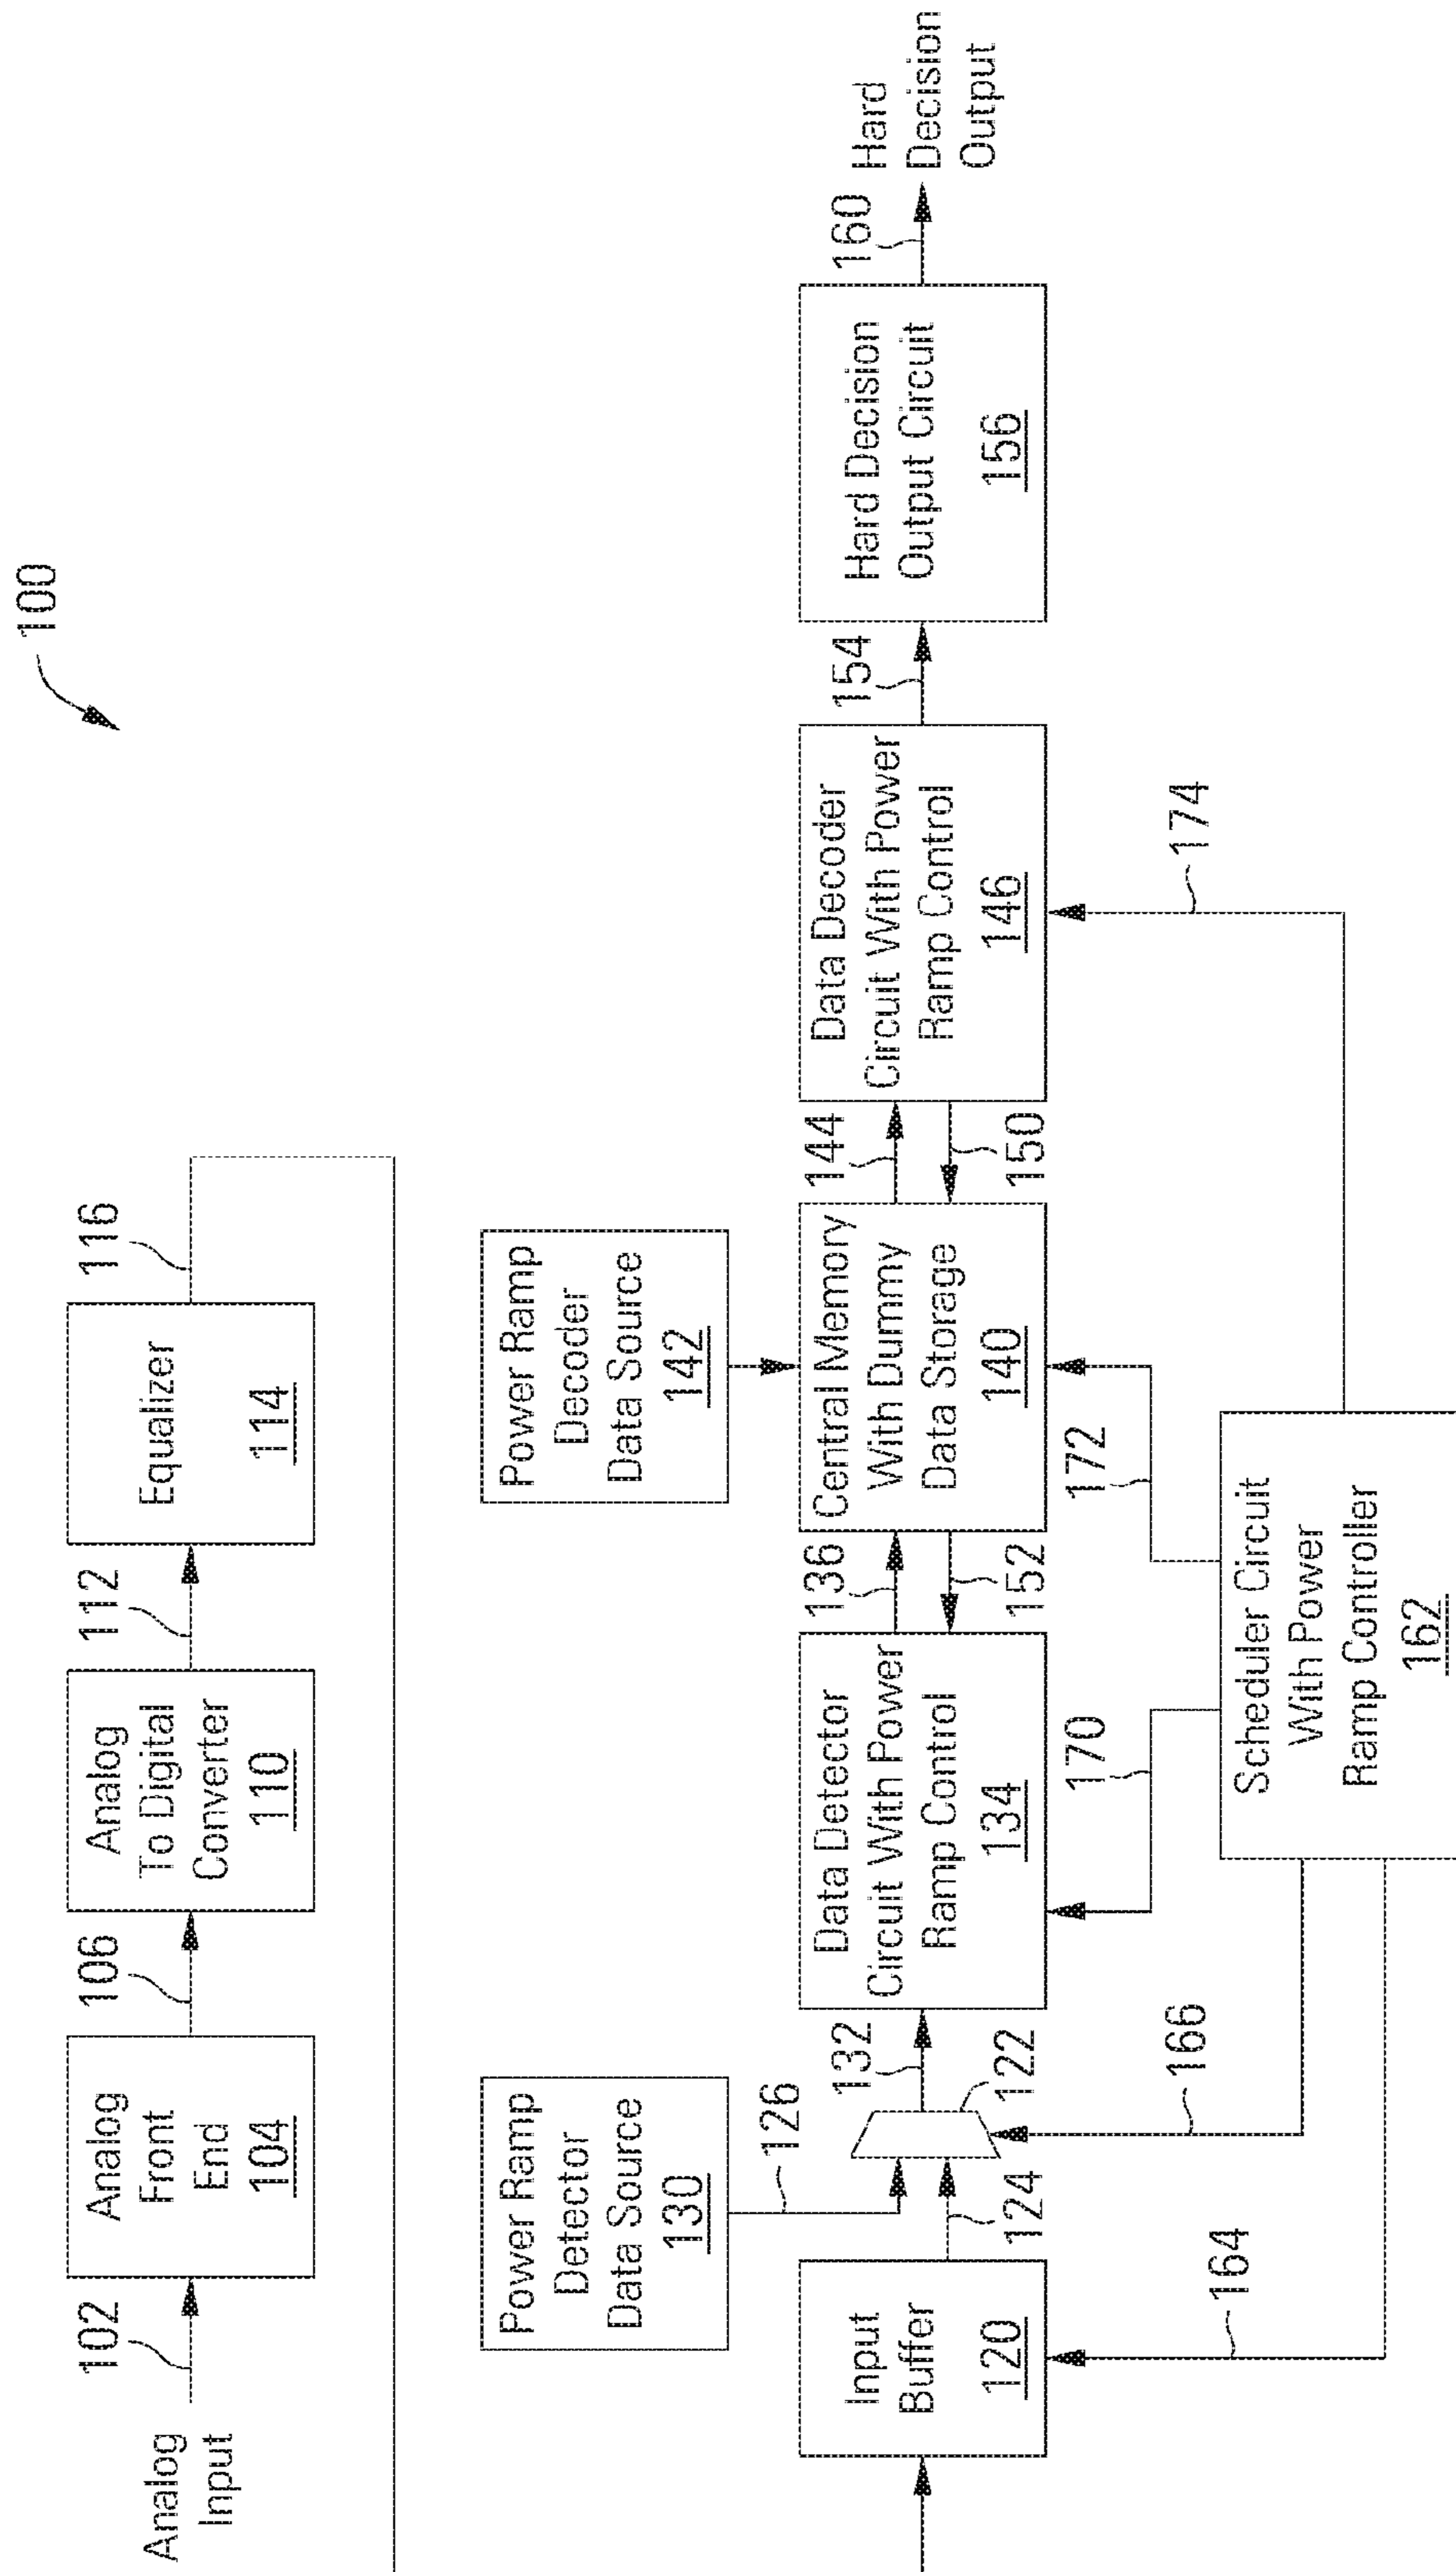 100
Analog
Input
102
Analog
Front
End
104
106
Analog
To Digital
Converter
110
112
Equalizer
114
116
Power Ramp
Detector
Data Source
130
126
Power Ramp
Decoder
Data Source
142
Input
Buffer
120
124
122
132
Data Detector
Circuit With Power
Ramp Control
134
136
152
Central Memory
With Dummy
Data Storage
140
144
150
Data Decoder
Circuit With Power
Ramp Control
146
154
Hard Decision
Output Circuit
156
160
Hard
Decision
Output
164
166
170
172
174
Scheduler Circuit
With Power
Ramp Controller
162